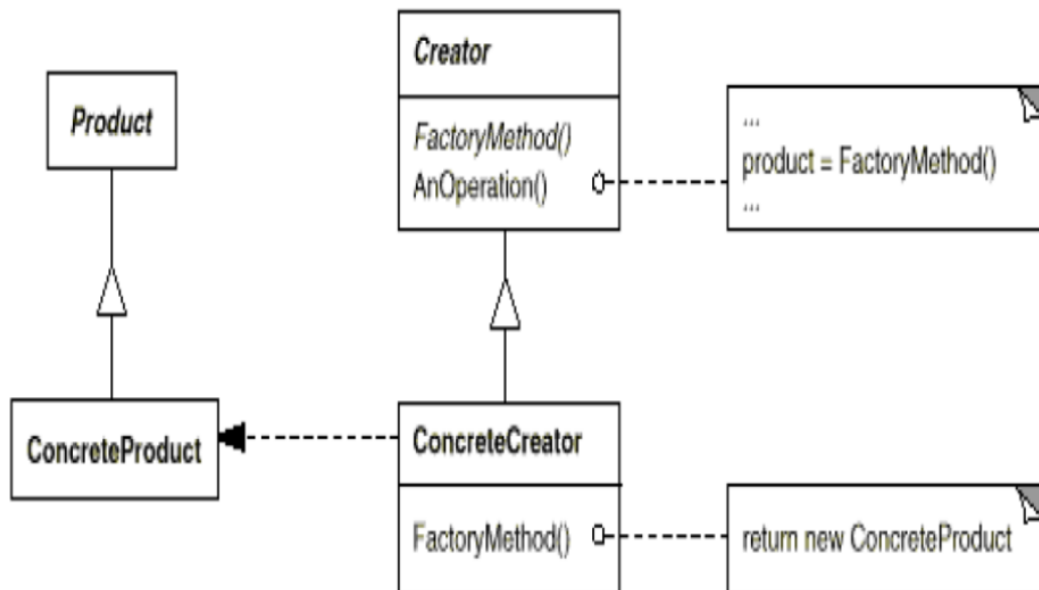 Product
Creator
FactoryMethod()
AnOperation()
...
product = FactoryMethod()
...
ConcreteProduct
ConcreteCreator
FactoryMethod()
return new ConcreteProduct